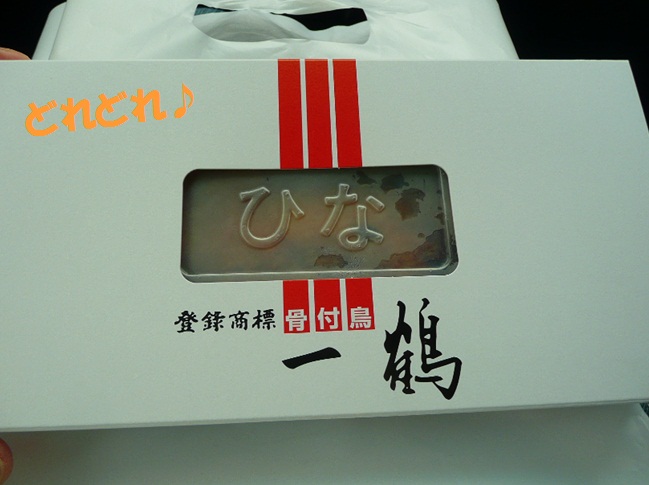 どれどれ♪
ひな
登録商標 骨付鳥
一鶴